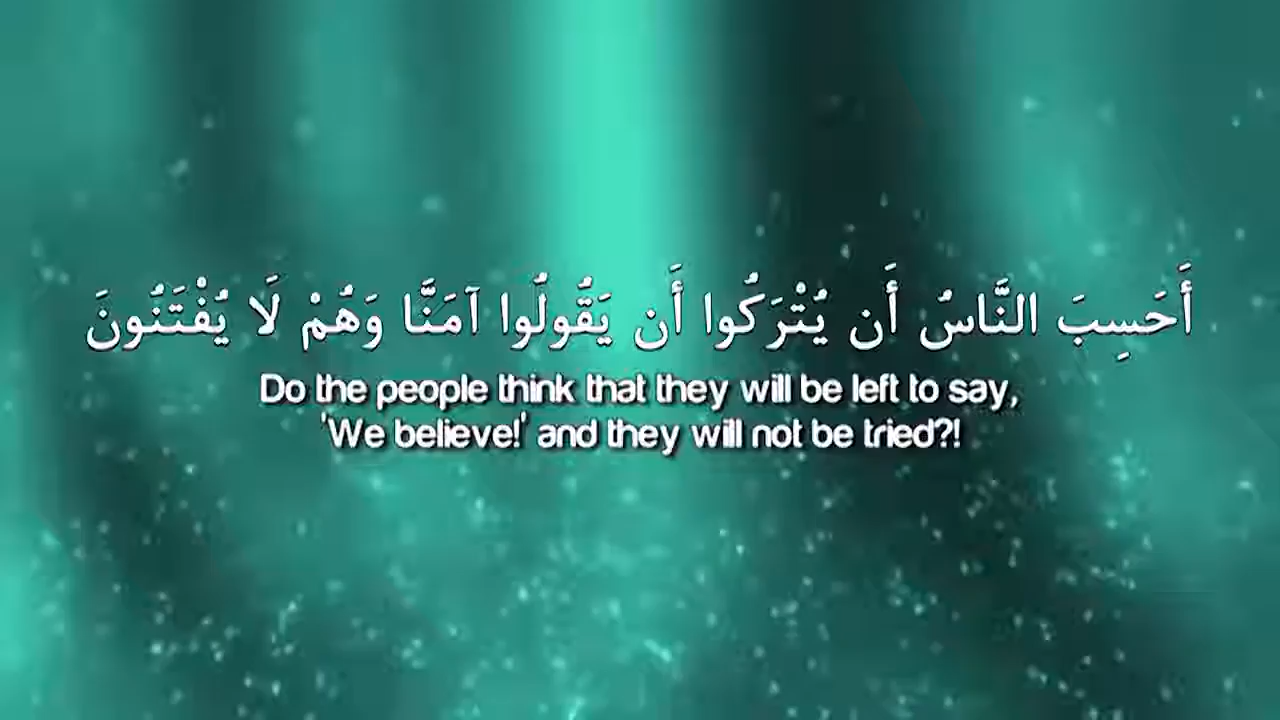 أَحَسِبَ النَّاسُ أَن يُتْرَكُوا أَن يَقُولُوا آمَنَّا وَهُمْ لَا يُفْتَنُونَ
Do the people think that they will be left to say,
'We believe!' and they will not be tried?!